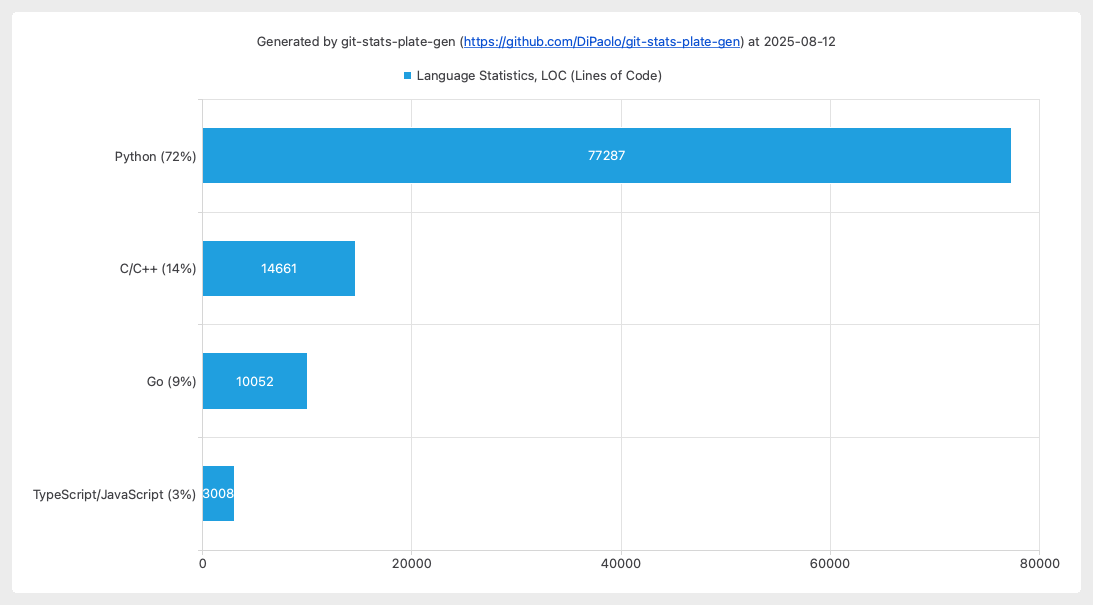 Generated by git-stats-plate-gen (https://github.com/DiPaolo/git-stats-plate-gen) at 2025-08-12
Language Statistics, LOC (Lines of Code)
Python (72%) 77287
C/C++ (14%) 14661
Go (9%) 10052
TypeScript/JavaScript (3%) 3008
0 20000 40000 60000 80000